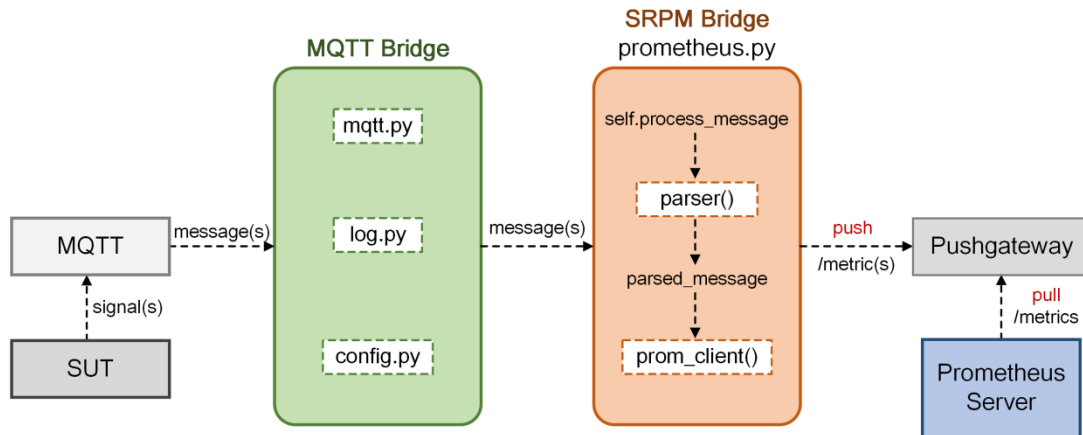 SRPM Bridge
MQTT Bridge
prometheus.py
mqtt.py
self.process_message
parser()
MQTT
message(s)
log.py
message(s)
push
/metric(s)
Pushgateway
signal(s)
parsed_message
pull
/metrics
SUT
config.py
prom_client()
Prometheus
Server